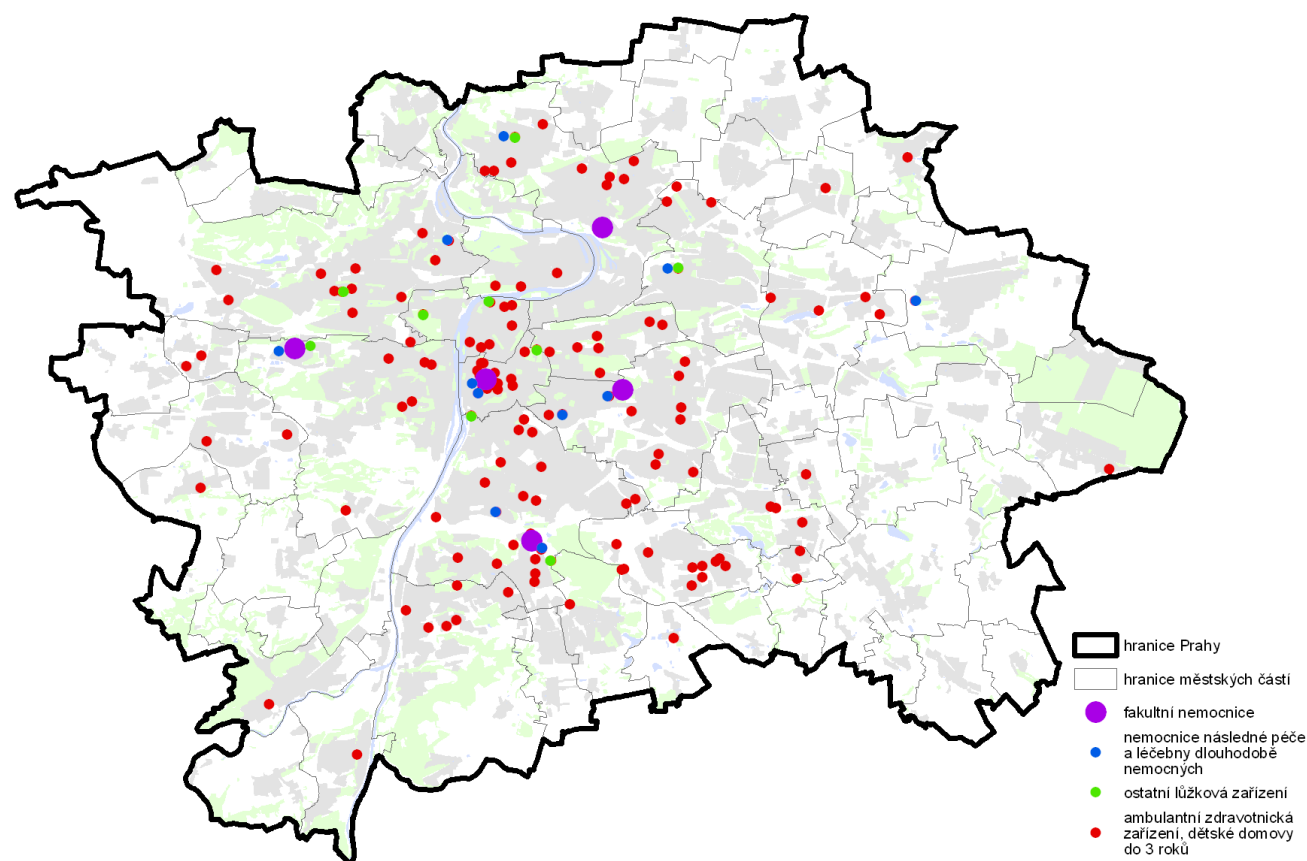 hranice Prahy
hranice městských částí
fakultní nemocnice
nemocnice následné péče
a léčebny dlouhodobě
nemocných
ostatní lůžková zařízení
ambulantní zdravotnická
zařízení, dětské domovy
do 3 roků